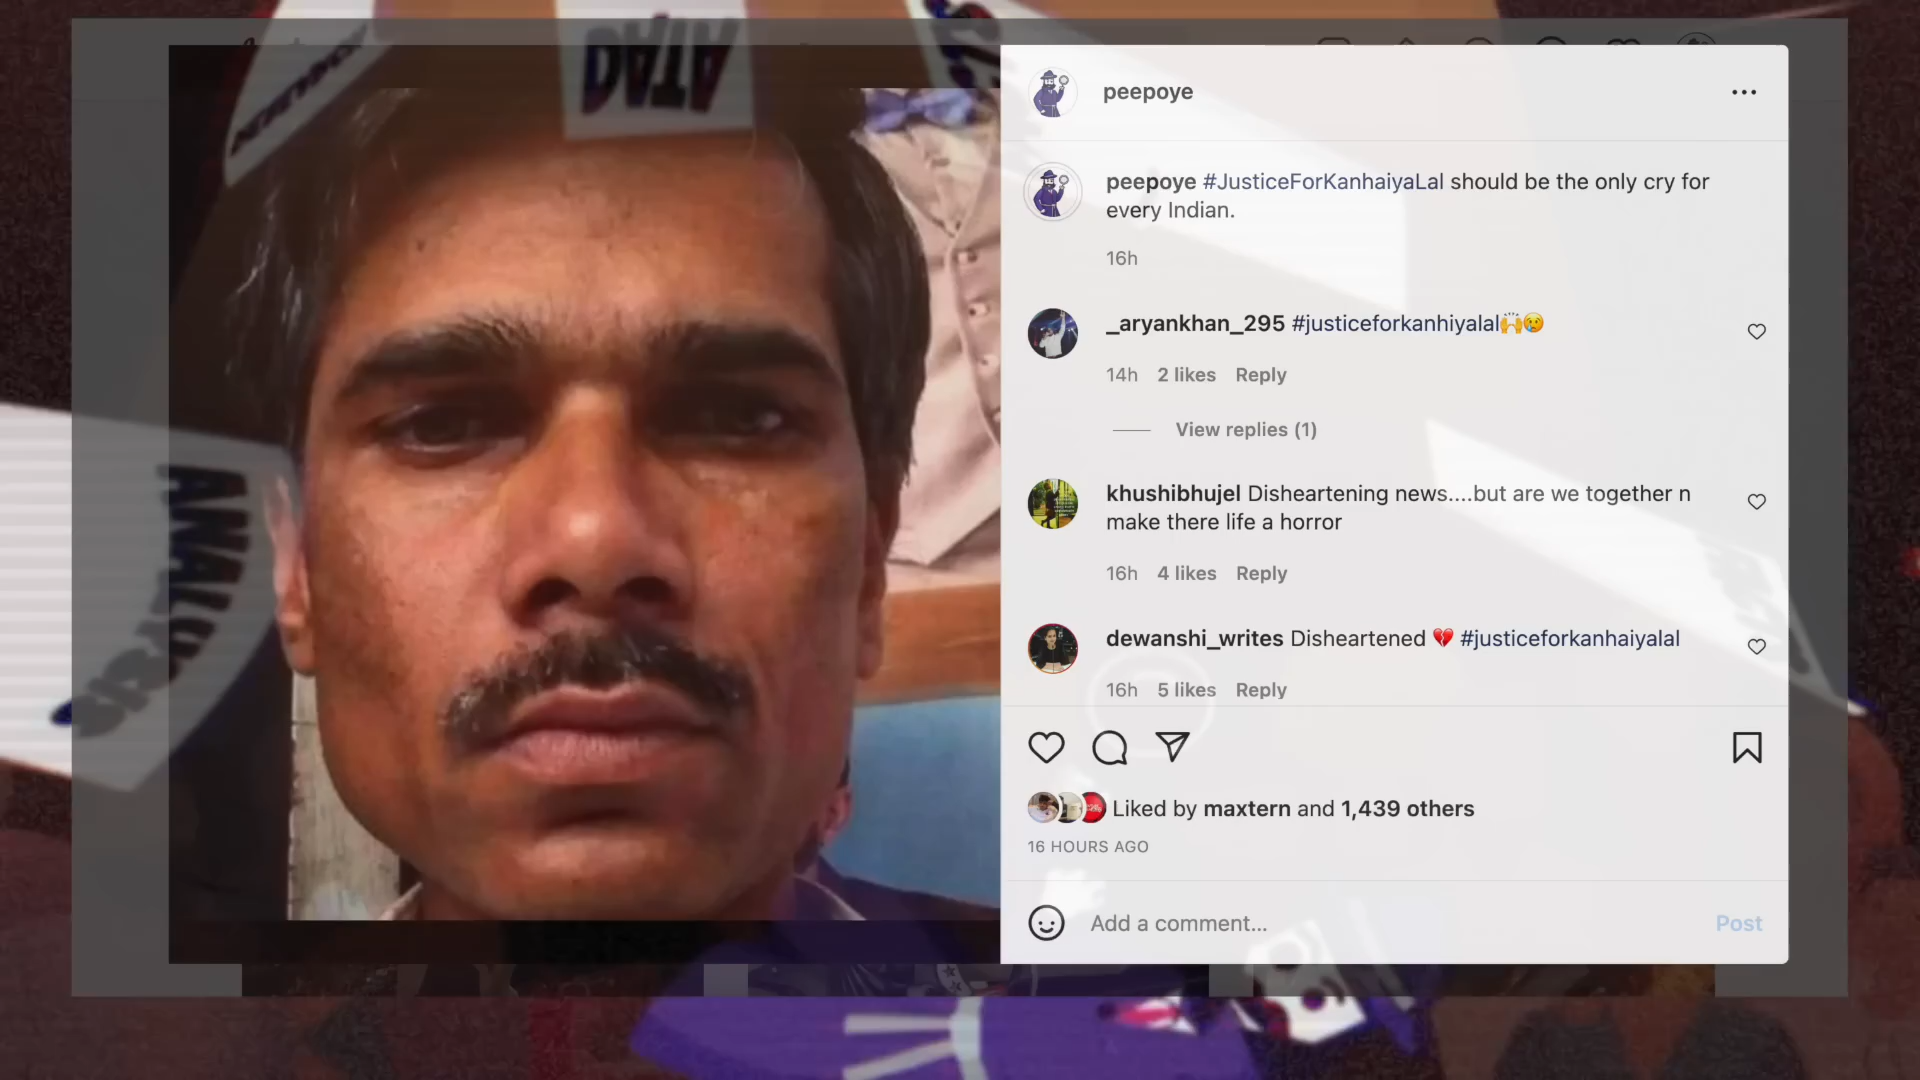 DATA
ANALYSIS
peepoye
peepoye #JusticeForKanhaiyaLal should be the only cry for
every Indian.
16h
_aryankhan_295 #justiceforkanhiyalal🙌😢
14h 2 likes Reply
View replies (1)
khushibhujel Disheartening news....but are we together n
make there life a horror
16h 4 likes Reply
dewanshi_writes Disheartened 💔 #justiceforkanhaiyalal
16h 5 likes Reply
Liked by maxtern and 1,439 others
16 HOURS AGO
Add a comment...
Post